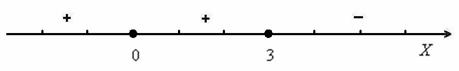 + + −
0 3 X